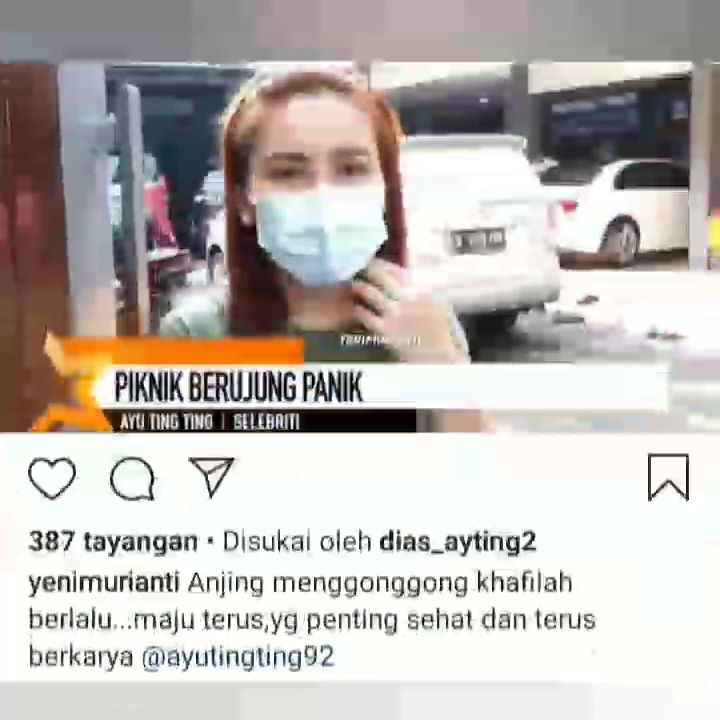 PIKNIK BERUJUNG PANIK
AYU TING TING | SELEBRITI
387 tayangan • Disukai oleh dias_ayting2
yenimurianti Anjing menggonggong khafilah
berlalu...maju terus,yg penting sehat dan terus
berkarya @ayutingting92